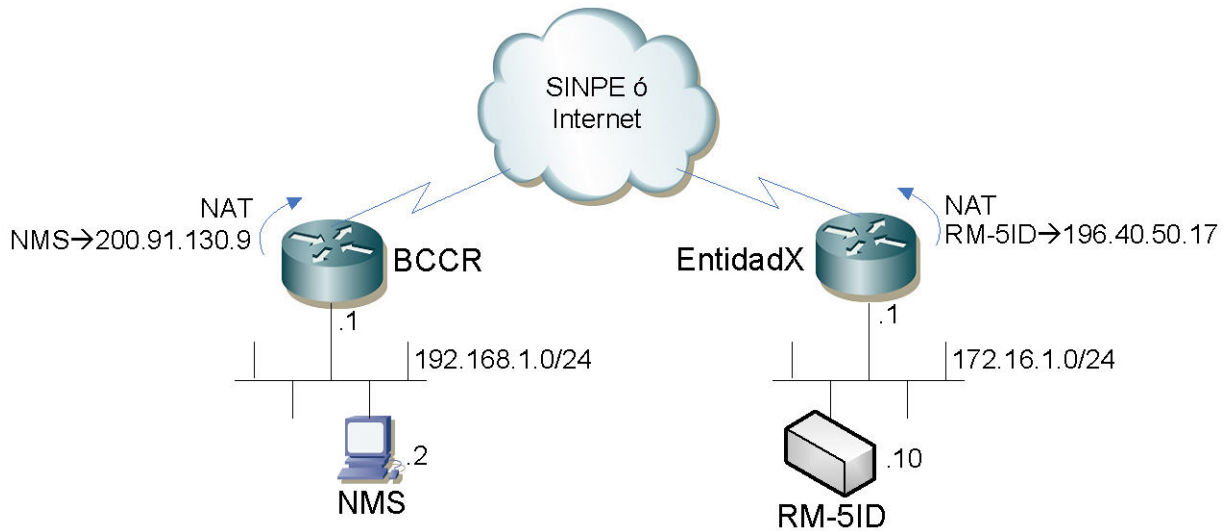 SINPE ó
Internet
NAT
NMS→200.91.130.9
BCCR
NAT
RM-5ID→196.40.50.17
EntidadX
.1
192.168.1.0/24
.2
NMS
.1
172.16.1.0/24
.10
RM-5ID